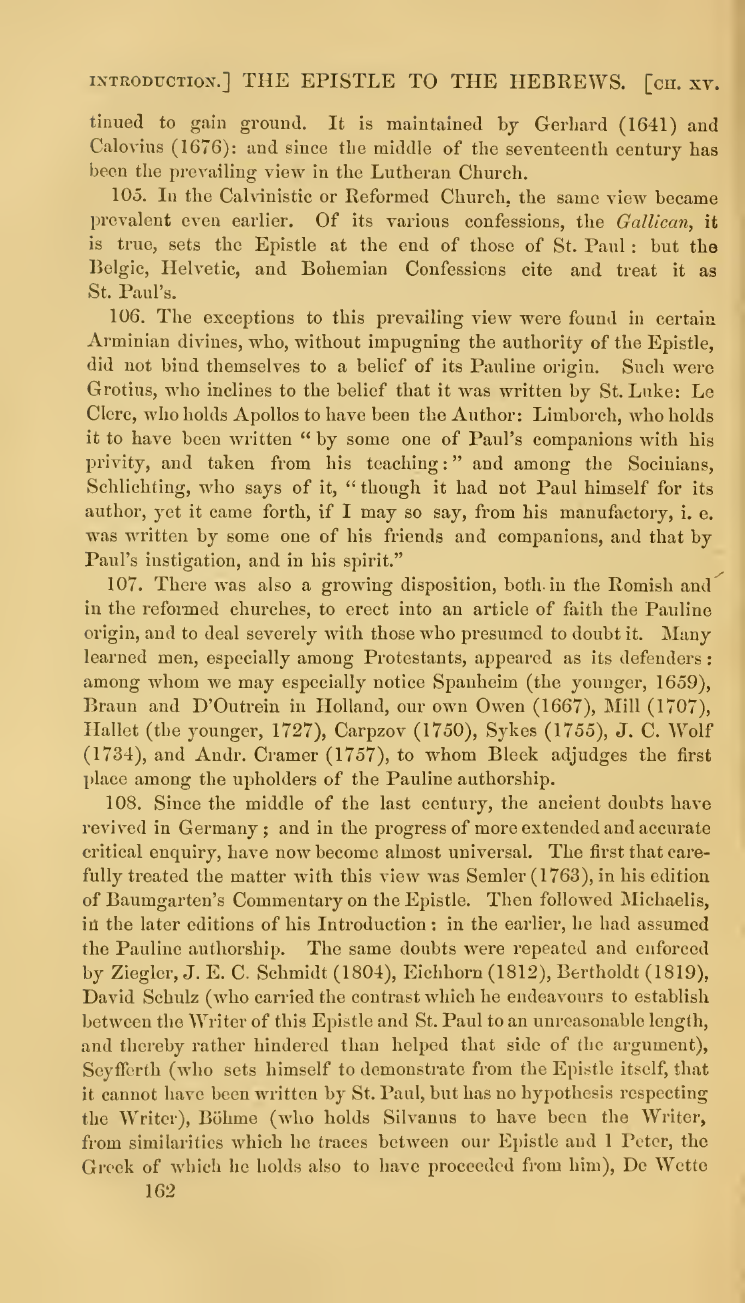 INTRODUCTION.] THE EPISTLE TO THE HEBREWS. [CH. XV.
tinued to gain ground. It is maintained by Gerhard (1641) and
Calovius (1676): and since the middle of the seventeenth century has
been the prevailing view in the Lutheran Church.
105. In the Calvinistic or Reformed Church, the same view became
prevalent even earlier. Of its various confessions, the Gallican, it
is true, sets the Epistle at the end of those of St. Paul : but the
Belgic, Helvetic, and Bohemian Confessions cite and treat it as
St. Paul's.
106. The exceptions to this prevailing view were found in certain
Arminian divines, who, without impugning the authority of the Epistle,
did not bind themselves to a belief of its Pauline origin. Such were
Grotius, who inclines to the belief that it was written by St. Luke: Le
Clerc, who holds Apollos to have been the Author: Limborch, who holds
it to have been written “ by some one of Paul's companions with his
privity, and taken from his teaching:” and among the Socinians,
Schlichting, who says of it, “ though it had not Paul himself for its
author, yet it came forth, if I may so say, from his manufactory, i. e.
was written by some one of his friends and companions, and that by
Paul's instigation, and in his spirit.”
107. There was also a growing disposition, both in the Romish and
in the reformed churches, to erect into an article of faith the Pauline
origin, and to deal severely with those who presumed to doubt it. Many
learned men, especially among Protestants, appeared as its defenders :
among whom we may especially notice Spanheim (the younger, 1659),
Braun and D'Outrein in Holland, our own Owen (1667), Mill (1707),
Hallet (the younger, 1727), Carpzov (1750), Sykes (1755), J. C. Wolf
(1734), and Andr. Cramer (1757), to whom Bleek adjudges the first
place among the upholders of the Pauline authorship.
108. Since the middle of the last century, the ancient doubts have
revived in Germany ; and in the progress of more extended and accurate
critical enquiry, have now become almost universal. The first that care-
fully treated the matter with this view was Semler (1763), in his edition
of Baumgarten's Commentary on the Epistle. Then followed Michaelis,
in the later editions of his Introduction : in the earlier, he had assumed
the Pauline authorship. The same doubts were repeated and enforced
by Ziegler, J. E. C. Schmidt (1804), Eichhorn (1812), Bertholdt (1819),
David Schulz (who carried the contrast which he endeavours to establish
between the Writer of this Epistle and St. Paul to an unreasonable length,
and thereby rather hindered than helped that side of the argument),
Seyfferth (who sets himself to demonstrate from the Epistle itself, that
it cannot have been written by St. Paul, but has no hypothesis respecting
the Writer), Böhme (who holds Silvanus to have been the Writer,
from similarities which he traces between our Epistle and 1 Peter, the
Greek of which he holds also to have proceeded from him), De Wette
162